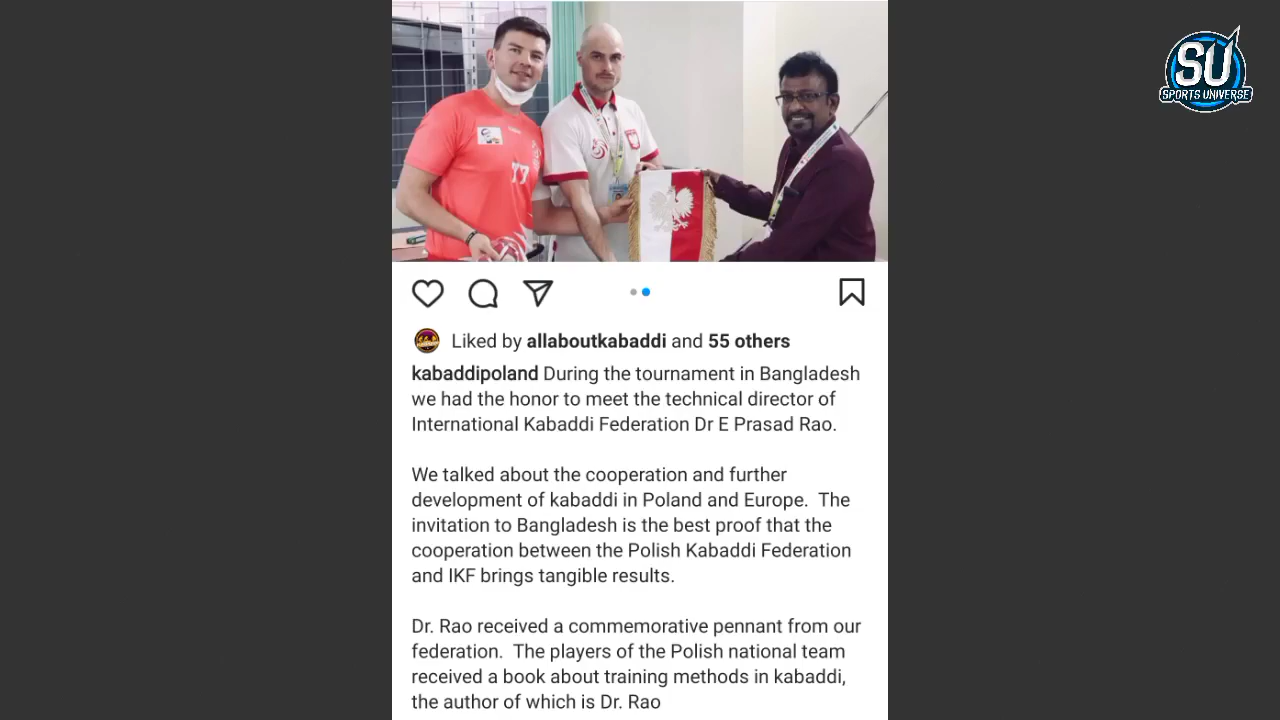 SU
SPORTS UNIVERSE
77
Liked by allaboutkabaddi and 55 others
kabaddipoland During the tournament in Bangladesh
we had the honor to meet the technical director of
International Kabaddi Federation Dr E Prasad Rao.
We talked about the cooperation and further
development of kabaddi in Poland and Europe.  The
invitation to Bangladesh is the best proof that the
cooperation between the Polish Kabaddi Federation
and IKF brings tangible results.
Dr. Rao received a commemorative pennant from our
federation.  The players of the Polish national team
received a book about training methods in kabaddi,
the author of which is Dr. Rao